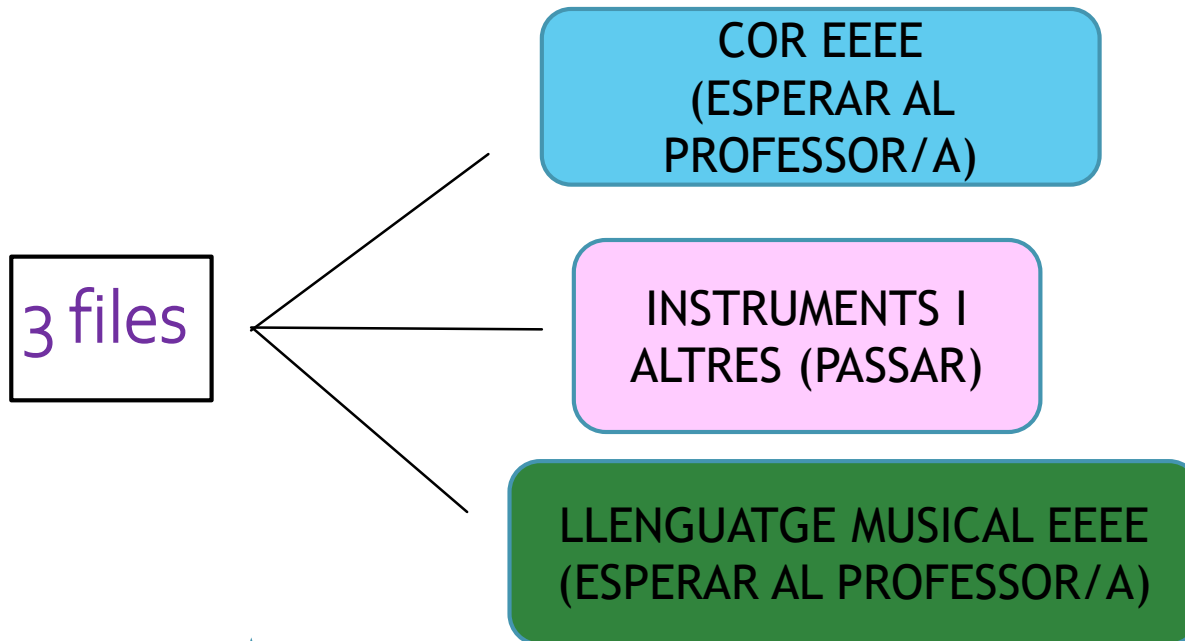 COR EEEE
(ESPERAR AL
PROFESSOR/A)
3 files
INSTRUMENTS I
ALTRES (PASSAR)
LLENGUATGE MUSICAL EEEE
(ESPERAR AL PROFESSOR/A)